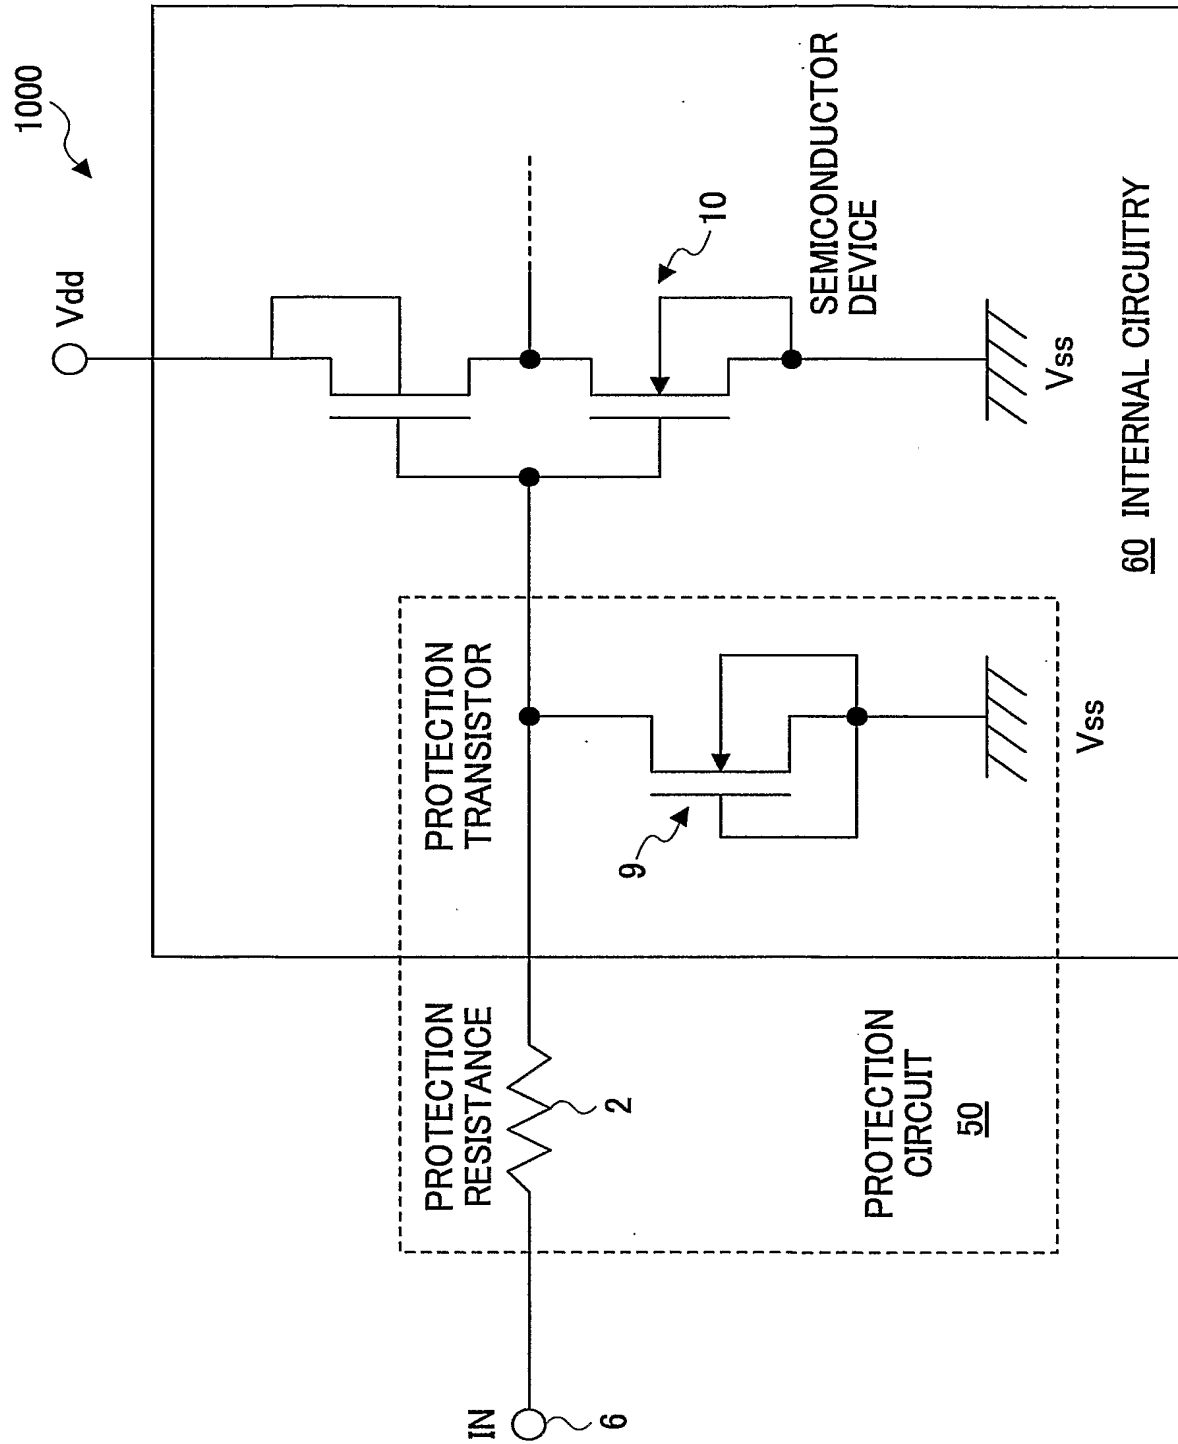 1000
Vdd
10
SEMICONDUCTOR
DEVICE
Vss
60 INTERNAL CIRCUITRY
PROTECTION
TRANSISTOR
9
Vss
PROTECTION
RESISTANCE
2
PROTECTION
CIRCUIT
50
IN
6